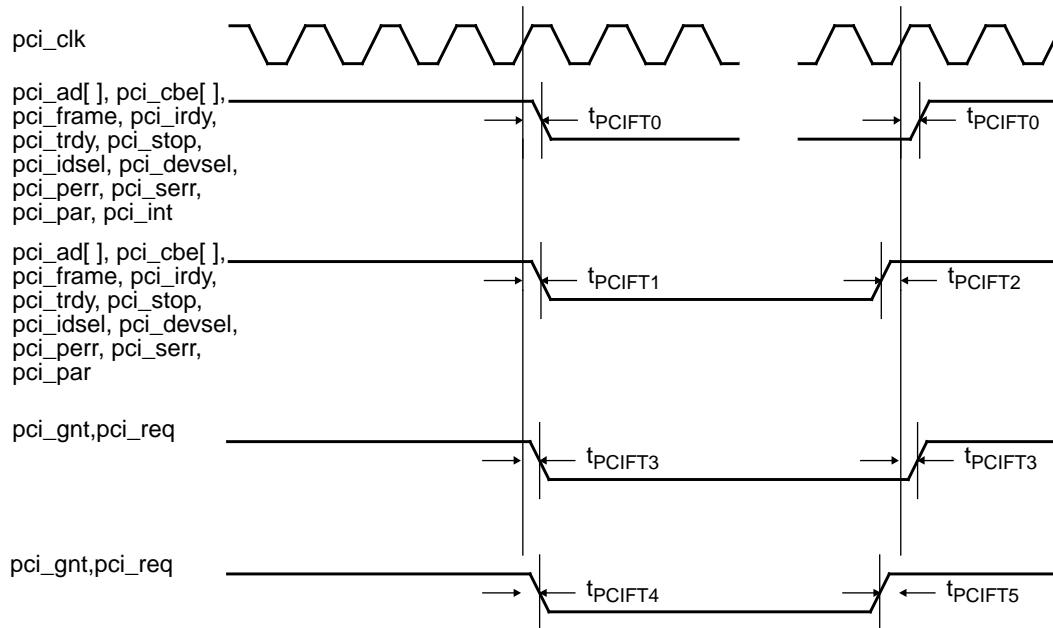 pci_clk
pci_ad[ ], pci_cbe[ ],
pci_frame, pci_irdy,
pci_trdy, pci_stop,
pci_idsel, pci_devsel,
pci_perr, pci_serr,
pci_par, pci_int
tPCIFT0
tPCIFT0
pci_ad[ ], pci_cbe[ ],
pci_frame, pci_irdy,
pci_trdy, pci_stop,
pci_idsel, pci_devsel,
pci_perr, pci_serr,
pci_par
tPCIFT1
tPCIFT2
pci_gnt,pci_req
tPCIFT3
tPCIFT3
pci_gnt,pci_req
tPCIFT4
tPCIFT5